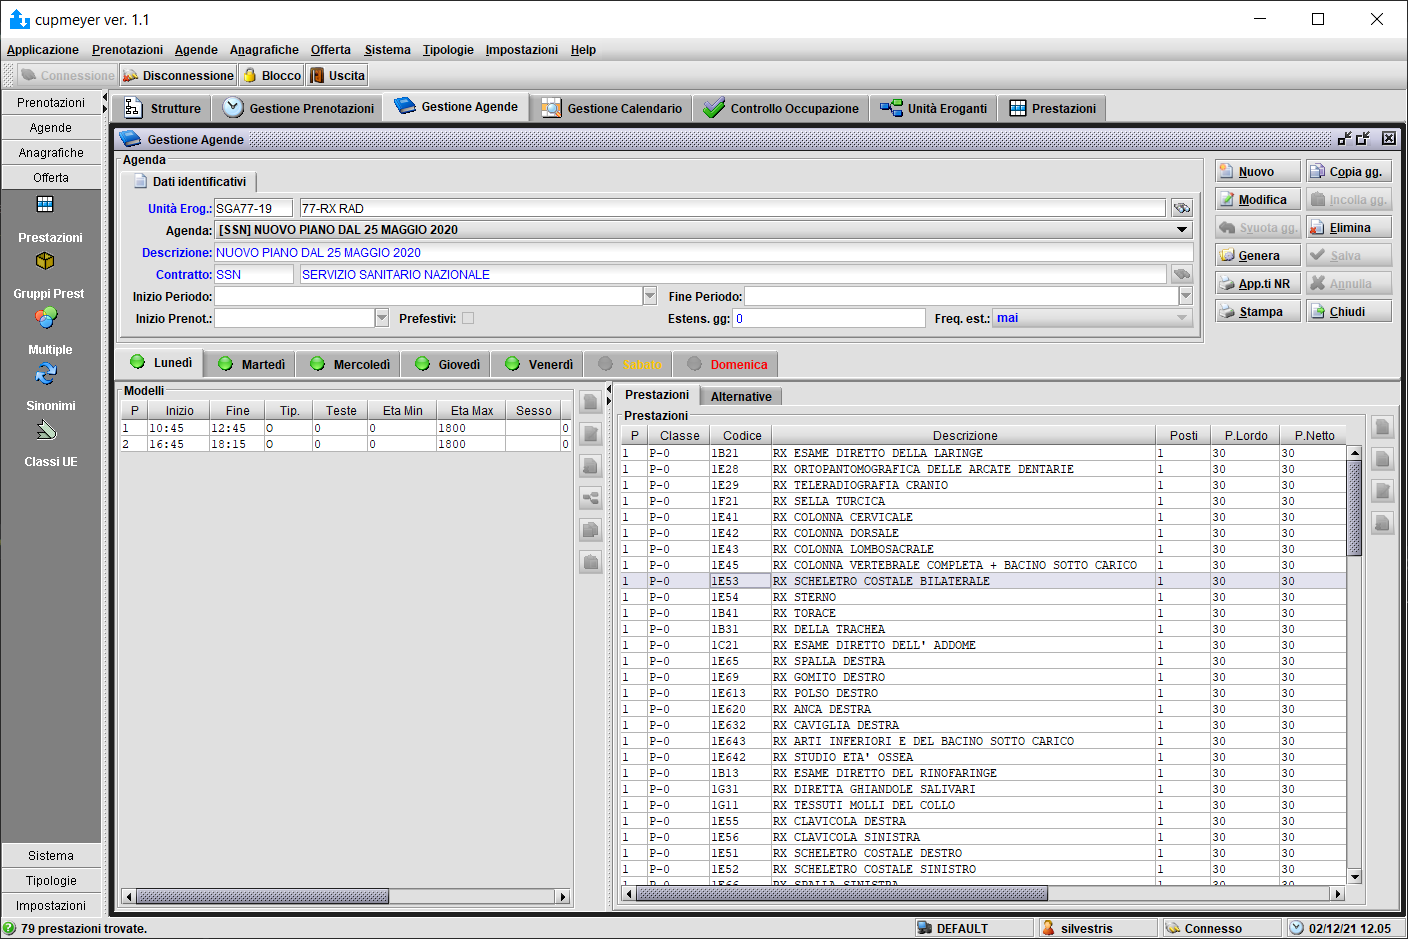 cupmeyer ver. 1.1
Applicazione Prenotazioni Agende Anagrafiche Offerta Sistema Tipologie Impostazioni Help
Connessione Disconnessione Blocco Uscita
Prenotazioni
Agende
Anagrafiche
Offerta
Prestazioni
Gruppi Prest
Multiple
Sinonimi
Classi UE
Sistema
Tipologie
Impostazioni
Strutture Gestione Prenotazioni Gestione Agende Gestione Calendario Controllo Occupazione Unità Eroganti Prestazioni
Gestione Agende
Agenda
Dati identificativi
Unità Erog.: SGA77-19 77-RX RAD
Agenda: [SSN] NUOVO PIANO DAL 25 MAGGIO 2020
Descrizione: NUOVO PIANO DAL 25 MAGGIO 2020
Contratto: SSN SERVIZIO SANITARIO NAZIONALE
Inizio Periodo: Fine Periodo:
Inizio Prenot.: Prefestivi: Estens. gg: 0 Freq. est.: mai
Nuovo Copia gg.
Modifica Incolla gg.
Svuota gg. Elimina
Genera Salva
App.ti NR Annulla
Stampa Chiudi
Lunedì Martedì Mercoledì Giovedì Venerdì Sabato Domenica
Modelli
P Inizio Fine Tip. Teste Eta Min Eta Max Sesso
1 10:45 12:45 O 0 0 1800 0
2 16:45 18:15 O 0 0 1800 0
Prestazioni Alternative
Prestazioni
P Classe Codice Descrizione Posti P.Lordo P.Netto
1 P-0 1B21 RX ESAME DIRETTO DELLA LARINGE 1 30 30
1 P-0 1E28 RX ORTOPANTOMOGRAFICA DELLE ARCATE DENTARIE 1 30 30
1 P-0 1E29 RX TELERADIOGRAFIA CRANIO 1 30 30
1 P-0 1F21 RX SELLA TURCICA 1 30 30
1 P-0 1E41 RX COLONNA CERVICALE 1 30 30
1 P-0 1E42 RX COLONNA DORSALE 1 30 30
1 P-0 1E43 RX COLONNA LOMBOSACRALE 1 30 30
1 P-0 1E45 RX COLONNA VERTEBRALE COMPLETA + BACINO SOTTO CARICO 1 30 30
1 P-0 1E53 RX SCHELETRO COSTALE BILATERALE 1 30 30
1 P-0 1E54 RX STERNO 1 30 30
1 P-0 1B41 RX TORACE 1 30 30
1 P-0 1B31 RX DELLA TRACHEA 1 30 30
1 P-0 1C21 RX ESAME DIRETTO DELL' ADDOME 1 30 30
1 P-0 1E65 RX SPALLA DESTRA 1 30 30
1 P-0 1E69 RX GOMITO DESTRO 1 30 30
1 P-0 1E613 RX POLSO DESTRO 1 30 30
1 P-0 1E620 RX ANCA DESTRA 1 30 30
1 P-0 1E632 RX CAVIGLIA DESTRA 1 30 30
1 P-0 1E643 RX ARTI INFERIORI E DEL BACINO SOTTO CARICO 1 30 30
1 P-0 1E642 RX STUDIO ETA' OSSEA 1 30 30
1 P-0 1B13 RX ESAME DIRETTO DEL RINOFARINGE 1 30 30
1 P-0 1G31 RX DIRETTA GHIANDOLE SALIVARI 1 30 30
1 P-0 1G11 RX TESSUTI MOLLI DEL COLLO 1 30 30
1 P-0 1E55 RX CLAVICOLA DESTRA 1 30 30
1 P-0 1E56 RX CLAVICOLA SINISTRA 1 30 30
1 P-0 1E51 RX SCHELETRO COSTALE DESTRO 1 30 30
1 P-0 1E52 RX SCHELETRO COSTALE SINISTRO 1 30 30
1 P-0 1E66 RX SPALLA SINISTRA 1 30 30
79 prestazioni trovate. DEFAULT silvestris Connesso 02/12/21 12.05